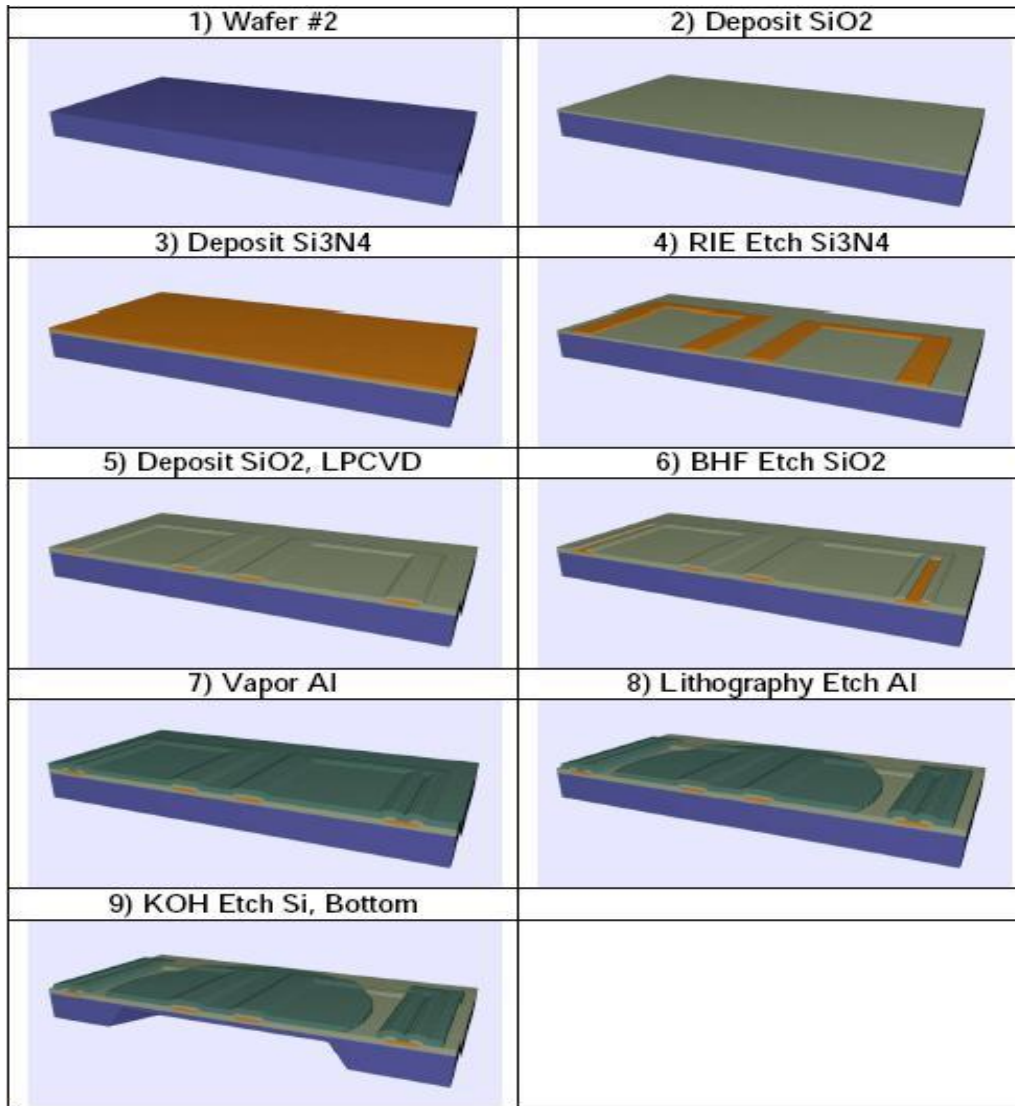 1) Wafer #2
2) Deposit SiO2
3) Deposit Si3N4
4) RIE Etch Si3N4
5) Deposit SiO2, LPCVD
6) BHF Etch SiO2
7) Vapor Al
8) Lithography Etch Al
9) KOH Etch Si, Bottom